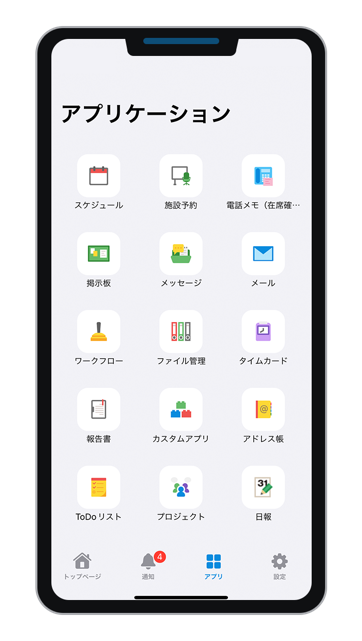 アプリケーション
スケジュール
施設予約
電話メモ（在席確…
掲示板
メッセージ
メール
ワークフロー
ファイル管理
タイムカード
報告書
カスタムアプリ
@
アドレス帳
ToDoリスト
プロジェクト
31
日報
4
トップページ
通知
アプリ
設定